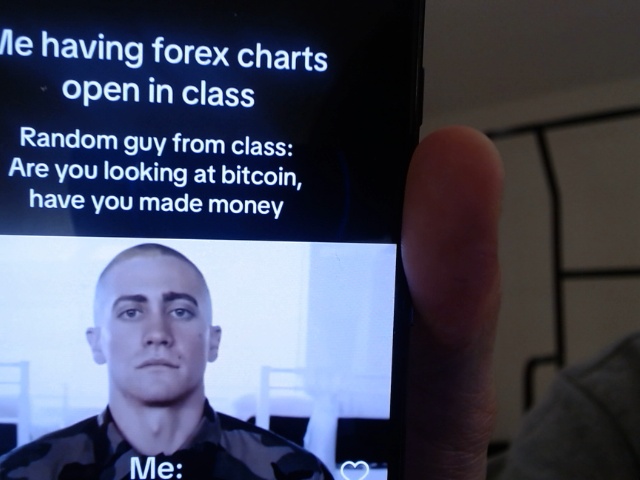 Me having forex charts
open in class
Random guy from class:
Are you looking at bitcoin,
have you made money
Me: